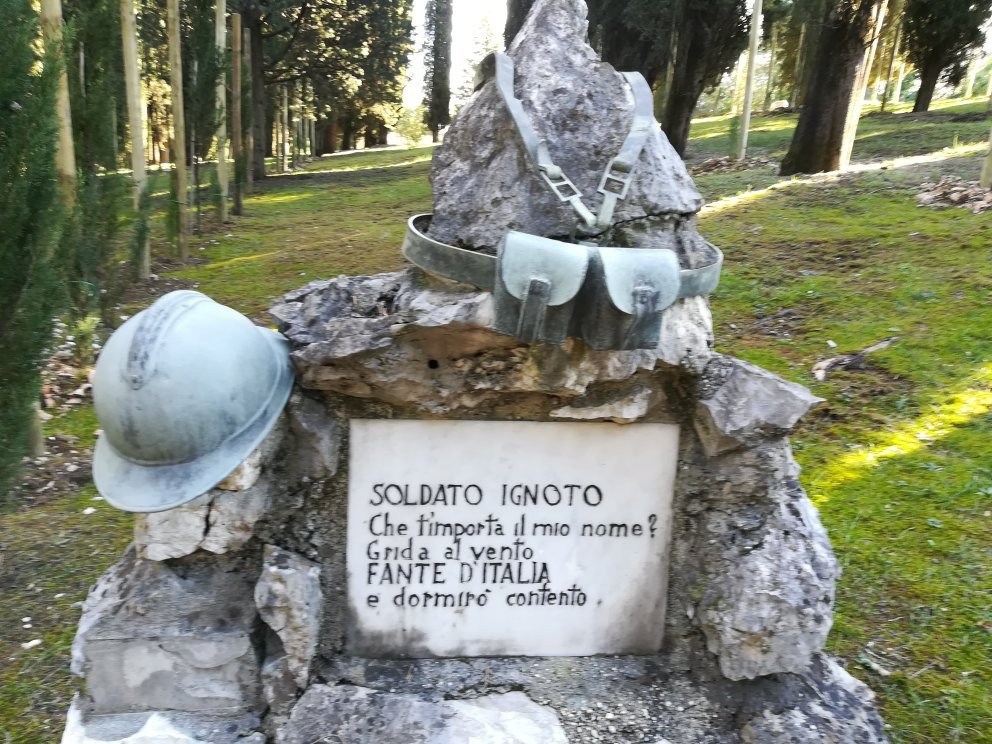 SOLDATO IGNOTO
Che t'importa il mio nome?
Grida al vento
FANTE D'ITALIA
e dormirò contento.